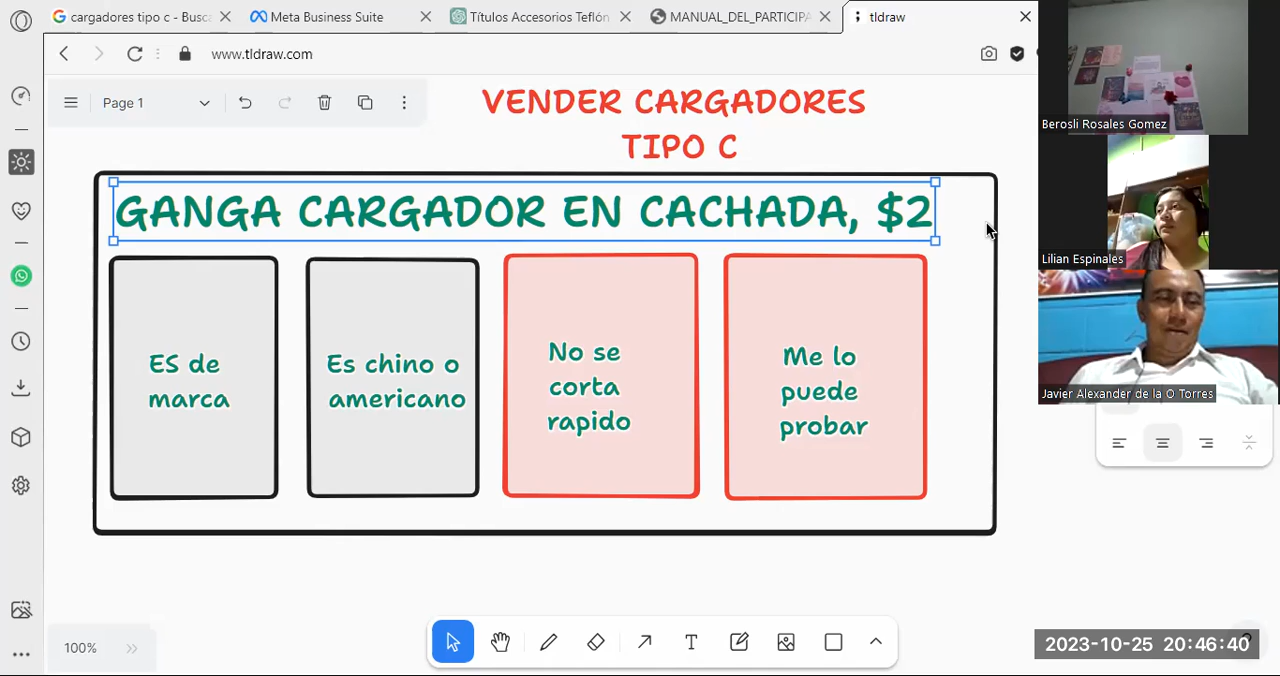 cargadores tipo c - Busca
Meta Business Suite
Títulos Accesorios Teflón
MANUAL_DEL_PARTICIPA
tldraw
www.tldraw.com
Page 1
VENDER CARGADORES
TIPO C
GANGA CARGADOR EN CACHADA, $2
ES de
marca
Es chino o
americano
No se
corta
rapido
Me lo
puede
probar
100%
Berosli Rosales Gomez
Lilian Espinales
Javier Alexander de la O Torres
2023-10-25 20:46:40